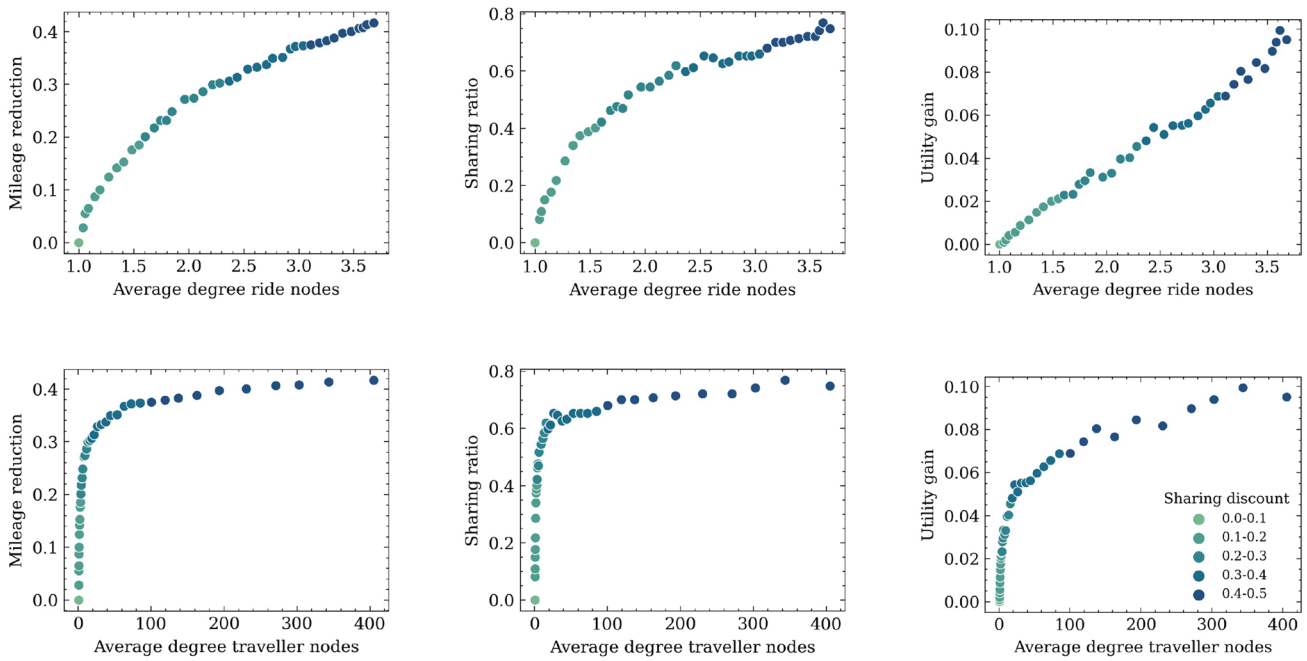 Mileage reduction
0.4
0.3
0.2
0.1
0.0
1.0 1.5 2.0 2.5 3.0 3.5
Average degree ride nodes
Sharing ratio
0.8
0.6
0.4
0.2
0.0
1.0 1.5 2.0 2.5 3.0 3.5
Average degree ride nodes
Utility gain
0.10
0.08
0.06
0.04
0.02
0.00
1.0 1.5 2.0 2.5 3.0 3.5
Average degree ride nodes
Mileage reduction
0.4
0.3
0.2
0.1
0.0
0 100 200 300 400
Average degree traveller nodes
Sharing ratio
0.8
0.6
0.4
0.2
0.0
0 100 200 300 400
Average degree traveller nodes
Utility gain
0.10
0.08
0.06
0.04
0.02
0.00
0 100 200 300 400
Average degree traveller nodes
Sharing discount
0.0-0.1
0.1-0.2
0.2-0.3
0.3-0.4
0.4-0.5